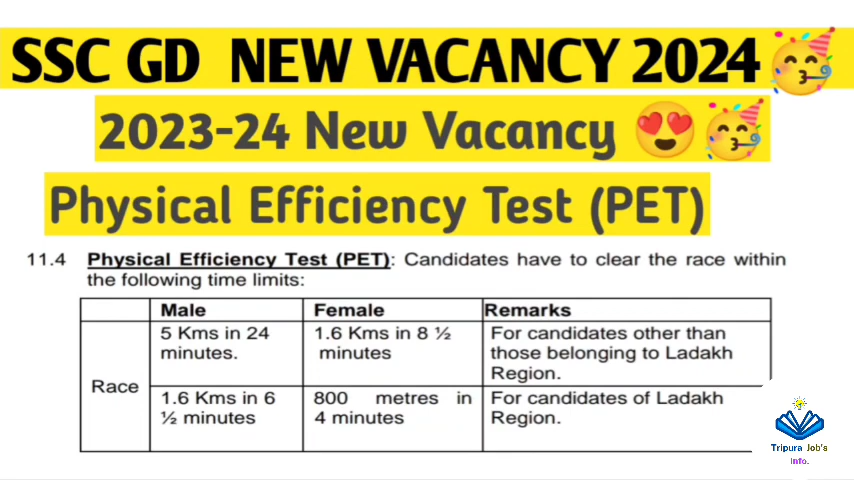 SSC GD NEW VACANCY 2024
2023-24 New Vacancy
Physical Efficiency Test (PET)
11.4 Physical Efficiency Test (PET): Candidates have to clear the race within
the following time limits:
Male Female Remarks
Race
5 Kms in 24
minutes.
1.6 Kms in 8 ½
minutes
For candidates other than
those belonging to Ladakh
Region.
1.6 Kms in 6
½ minutes
800 metres in
4 minutes
For candidates of Ladakh
Region.
Tripura Job's
Info.